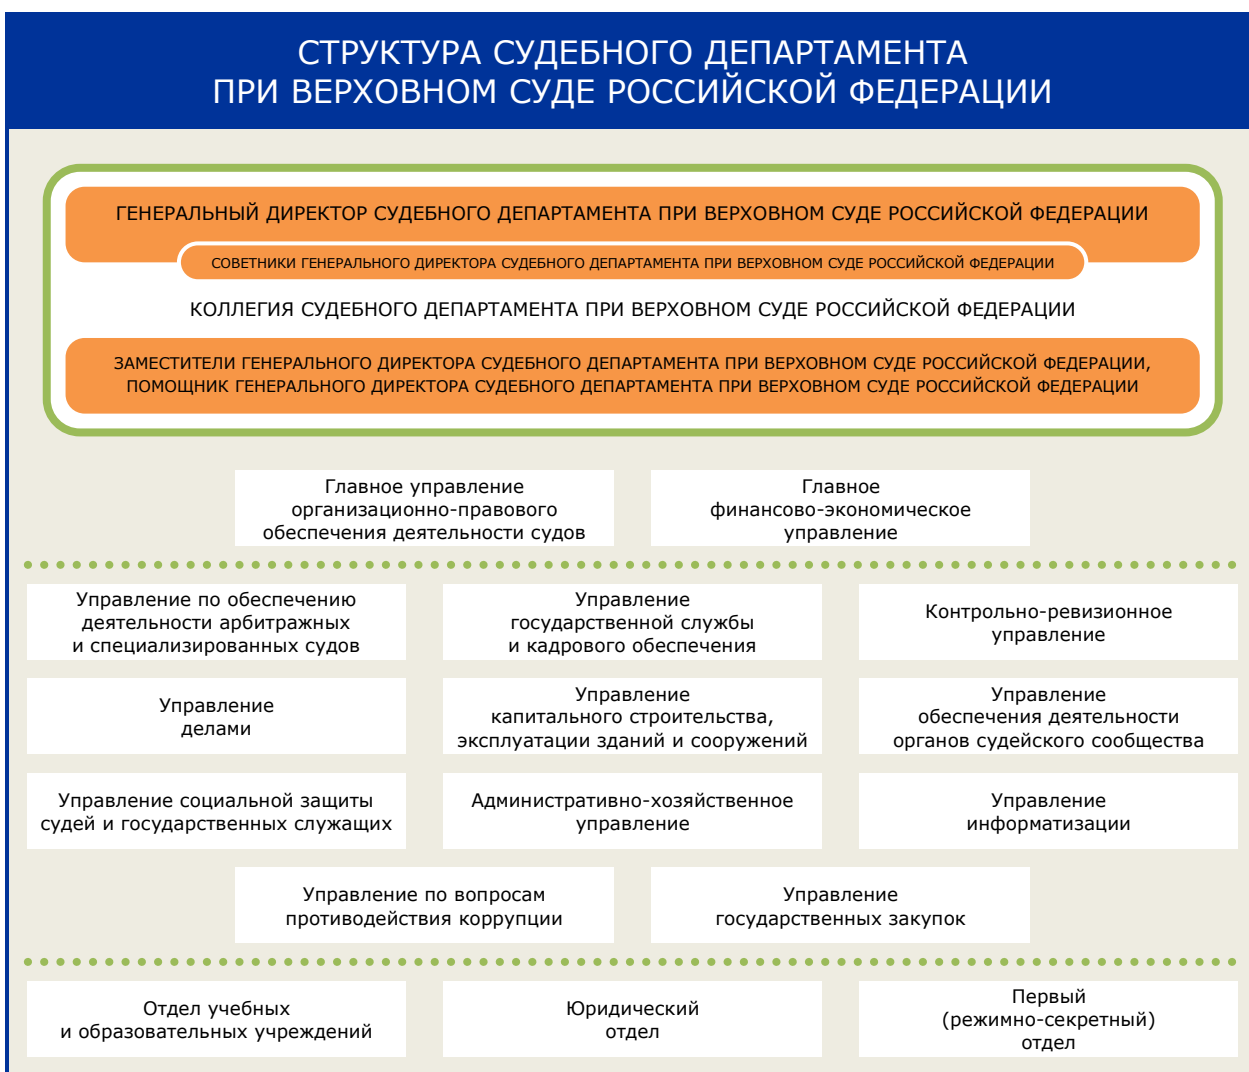 СТРУКТУРА СУДЕБНОГО ДЕПАРТАМЕНТА
ПРИ ВЕРХОВНОМ СУДЕ РОССИЙСКОЙ ФЕДЕРАЦИИ
ГЕНЕРАЛЬНЫЙ ДИРЕКТОР СУДЕБНОГО ДЕПАРТАМЕНТА ПРИ ВЕРХОВНОМ СУДЕ РОССИЙСКОЙ ФЕДЕРАЦИИ
СОВЕТНИКИ ГЕНЕРАЛЬНОГО ДИРЕКТОРА СУДЕБНОГО ДЕПАРТАМЕНТА ПРИ ВЕРХОВНОМ СУДЕ РОССИЙСКОЙ ФЕДЕРАЦИИ
КОЛЛЕГИЯ СУДЕБНОГО ДЕПАРТАМЕНТА ПРИ ВЕРХОВНОМ СУДЕ РОССИЙСКОЙ ФЕДЕРАЦИИ
ЗАМЕСТИТЕЛИ ГЕНЕРАЛЬНОГО ДИРЕКТОРА СУДЕБНОГО ДЕПАРТАМЕНТА ПРИ ВЕРХОВНОМ СУДЕ РОССИЙСКОЙ ФЕДЕРАЦИИ,
ПОМОЩНИК ГЕНЕРАЛЬНОГО ДИРЕКТОРА СУДЕБНОГО ДЕПАРТАМЕНТА ПРИ ВЕРХОВНОМ СУДЕ РОССИЙСКОЙ ФЕДЕРАЦИИ
Главное управление
организационно-правового
обеспечения деятельности судов
Главное
финансово-экономическое
управление
Управление по обеспечению
деятельности арбитражных
и специализированных судов
Управление
государственной службы
и кадрового обеспечения
Контрольно-ревизионное
управление
Управление
делами
Управление
капитального строительства,
эксплуатации зданий и сооружений
Управление
обеспечения деятельности
органов судейского сообщества
Управление социальной защиты
судей и государственных служащих
Административно-хозяйственное
управление
Управление
информатизации
Управление по вопросам
противодействия коррупции
Управление
государственных закупок
Отдел учебных
и образовательных учреждений
Юридический
отдел
Первый
(режимно-секретный)
отдел